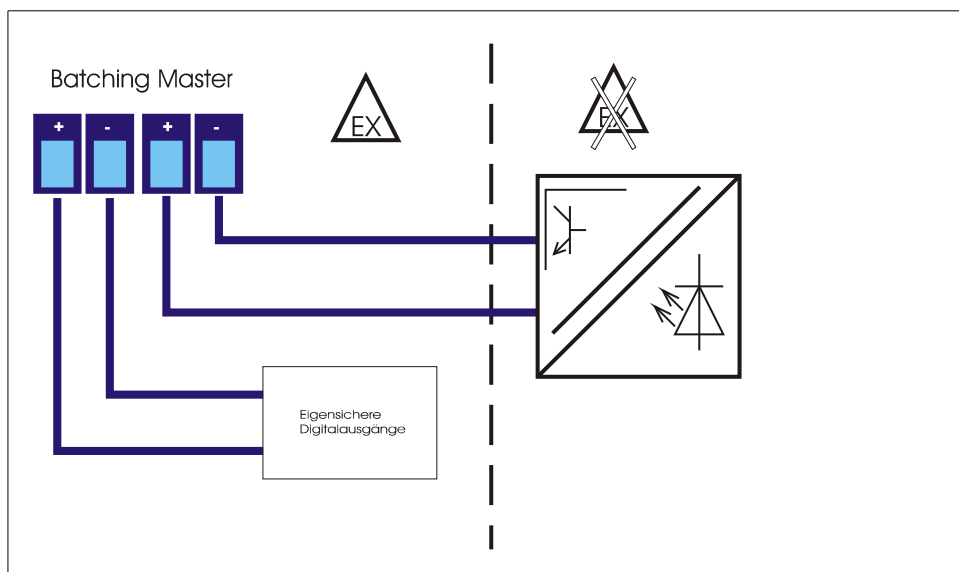 Batching Master
EX
EX
+ - + -
Eigensichere
Digitalausgänge